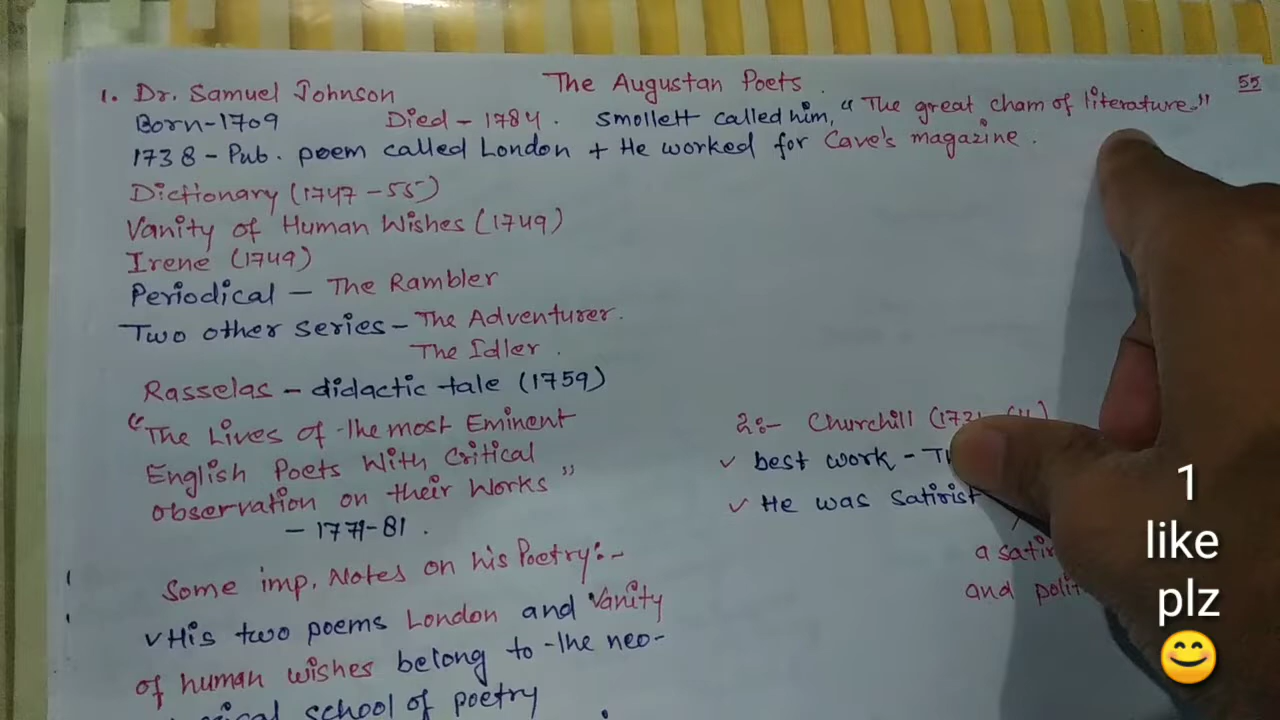 The Augustan Poets.
55
1. Dr. Samuel Johnson
Born-1709 Died - 1784. Smollett called him, "The great cham of literature."
1738 - Pub. poem called London + He worked for Cave's magazine.
Dictionary (1747-55)
Vanity of Human Wishes (1749)
Irene (1749)
Periodical - The Rambler
Two other series - The Adventurer.
The Idler.
Rasselas - didactic tale (1759)
"The Lives of the most Eminent
English Poets With Critical
observation on their Works"
- 1777-81.
Some imp. Notes on his Poetry:-
✓His two poems London and Vanity
of human wishes belong to the neo-
school of poetry
2:- Churchill
✓ best work -
✓ He was satirist
a
and
1
like
plz
😊